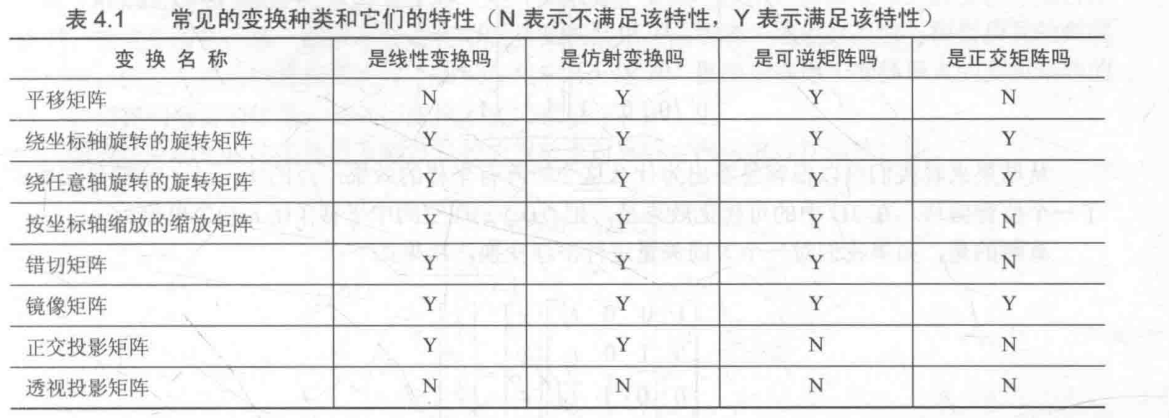 表 4.1 常见的变换种类和它们的特性（N 表示不满足该特性，Y 表示满足该特性）
变 换 名 称 是线性变换吗 是仿射变换吗 是可逆矩阵吗 是正交矩阵吗
平移矩阵 N Y Y N
绕坐标轴旋转的旋转矩阵 Y Y Y Y
绕任意轴旋转的旋转矩阵 Y Y Y Y
按坐标轴缩放的缩放矩阵 Y Y Y N
错切矩阵 Y Y Y N
镜像矩阵 Y Y Y Y
正交投影矩阵 Y Y N N
透视投影矩阵 N N N N